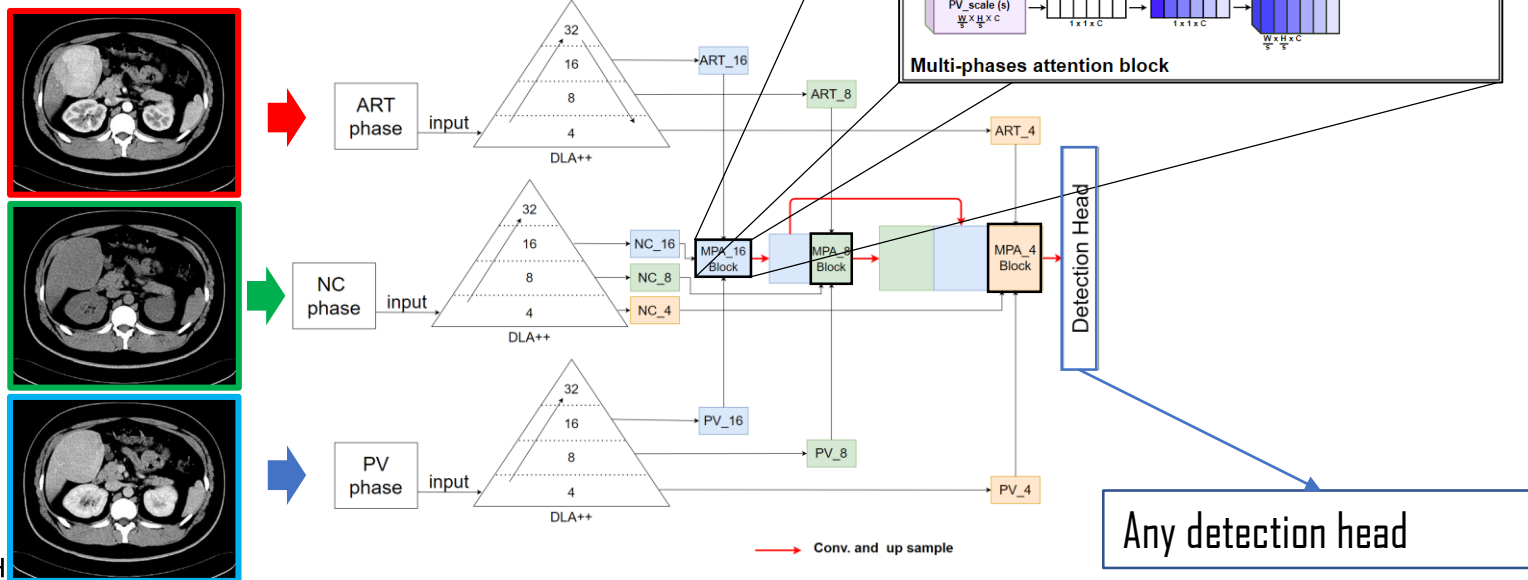 PV_scale (s)
W/s x H/s x C
1 x 1 x C
1 x 1 x C
W/s x H/s x C
Multi-phases attention block
ART
phase
input
32
16
8
4
DLA++
ART_16
ART_8
ART_4
NC
phase
input
32
16
8
4
DLA++
NC_16
NC_8
NC_4
MPA_16
Block
MPA_8
Block
MPA_4
Block
Detection Head
PV
phase
input
32
16
8
4
DLA++
PV_16
PV_8
PV_4
Conv. and up sample
Any detection head